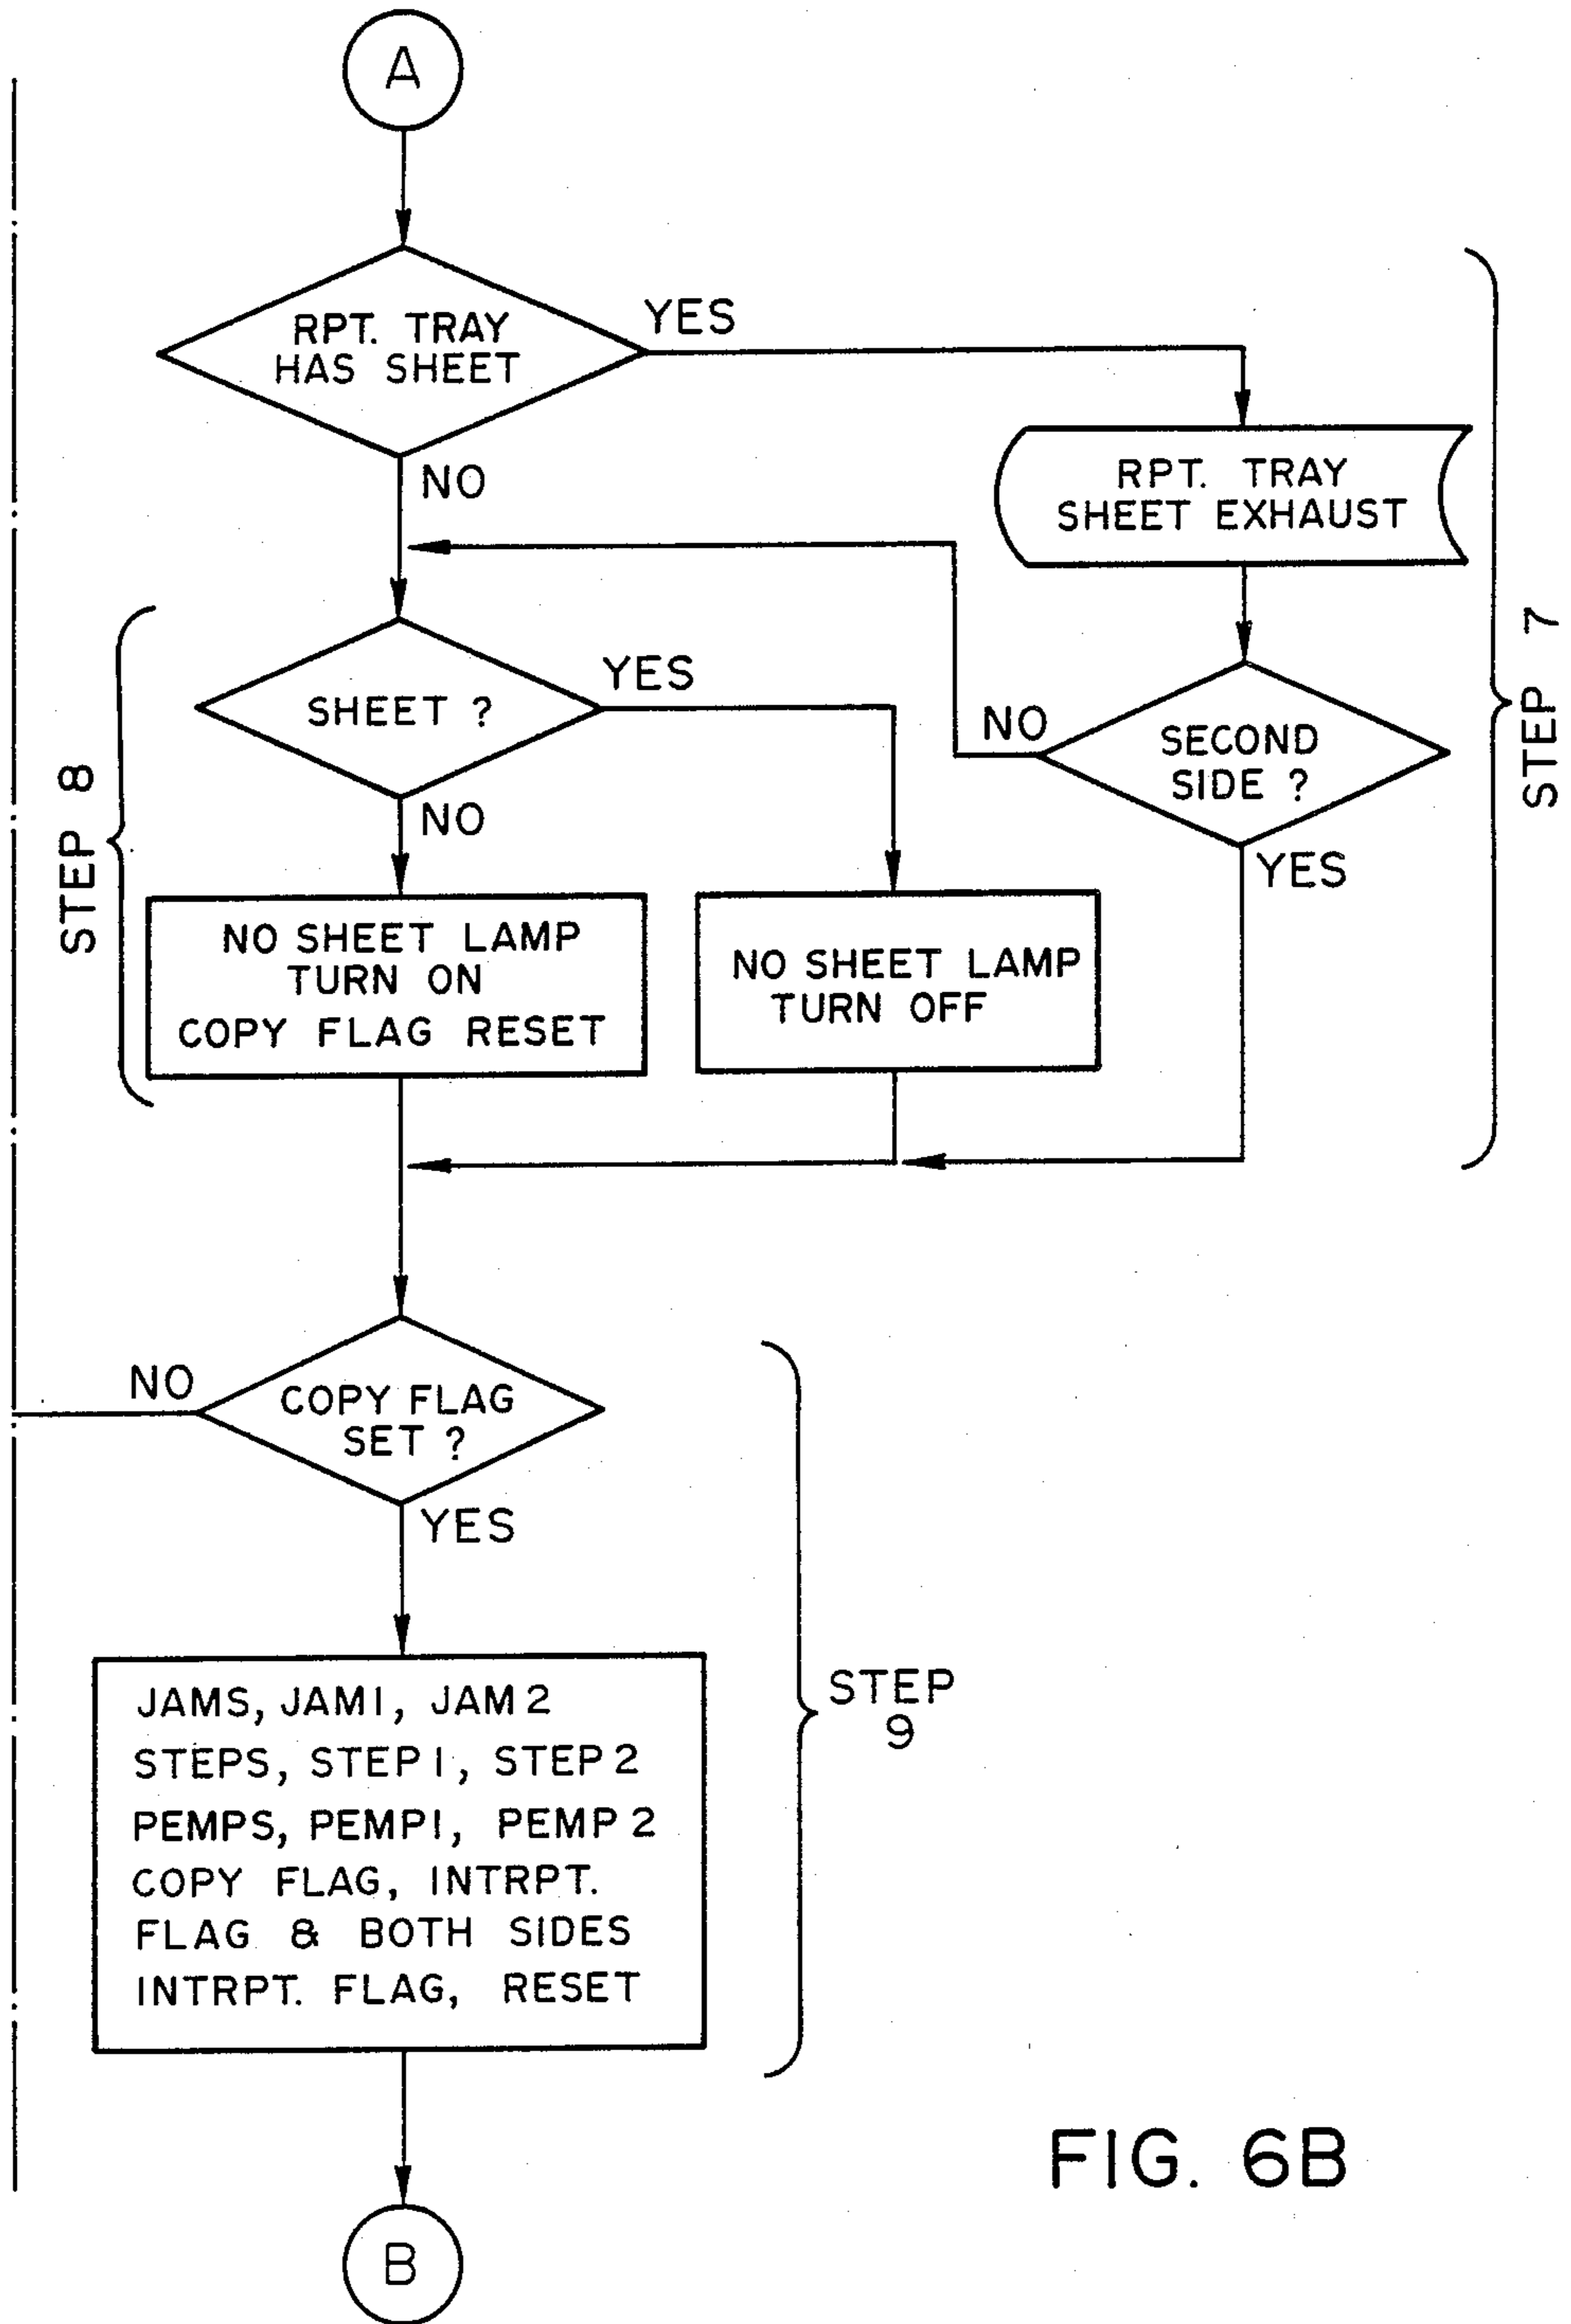 A
RPT. TRAY
HAS SHEET
YES
NO
RPT. TRAY
SHEET EXHAUST
STEP 7
SECOND
SIDE ?
NO
YES
STEP 8
SHEET ?
YES
NO
NO SHEET LAMP
TURN ON
COPY FLAG RESET
NO SHEET LAMP
TURN OFF
COPY FLAG
SET ?
NO
YES
STEP
9
JAMS, JAM1, JAM2
STEPS, STEP1, STEP2
PEMPS, PEMP1, PEMP2
COPY FLAG, INTRPT.
FLAG & BOTH SIDES
INTRPT. FLAG, RESET
B
FIG. 6B